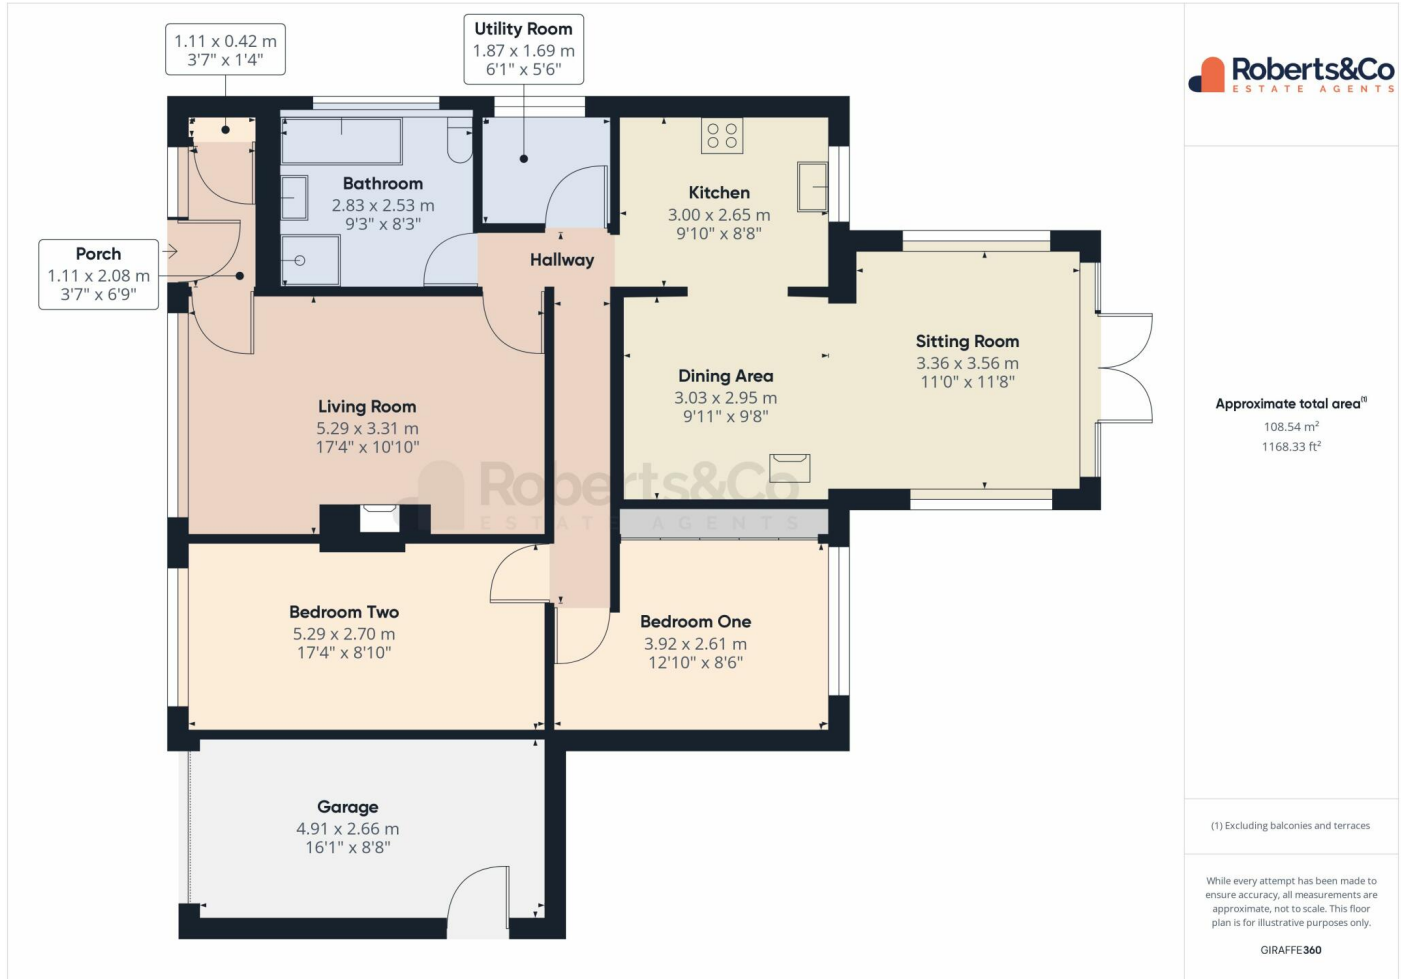 1.11 x 0.42 m
3'7" x 1'4"
Utility Room
1.87 x 1.69 m
6'1" x 5'6"
Bathroom
2.83 x 2.53 m
9'3" x 8'3"
Kitchen
3.00 x 2.65 m
9'10" x 8'8"
Porch
1.11 x 2.08 m
3'7" x 6'9"
Hallway
Sitting Room
3.36 x 3.56 m
11'0" x 11'8"
Living Room
5.29 x 3.31 m
17'4" x 10'10"
Dining Area
3.03 x 2.95 m
9'11" x 9'8"
Roberts&Co
ESTATE AGENTS
Bedroom Two
5.29 x 2.70 m
17'4" x 8'10"
Bedroom One
3.92 x 2.61 m
12'10" x 8'6"
Garage
4.91 x 2.66 m
16'1" x 8'8"
Roberts&Co
ESTATE AGENTS
Approximate total area⁽¹⁾
108.54 m²
1168.33 ft²
(1) Excluding balconies and terraces
While every attempt has been made to
ensure accuracy, all measurements are
approximate, not to scale. This floor
plan is for illustrative purposes only.
GIRAFFE360